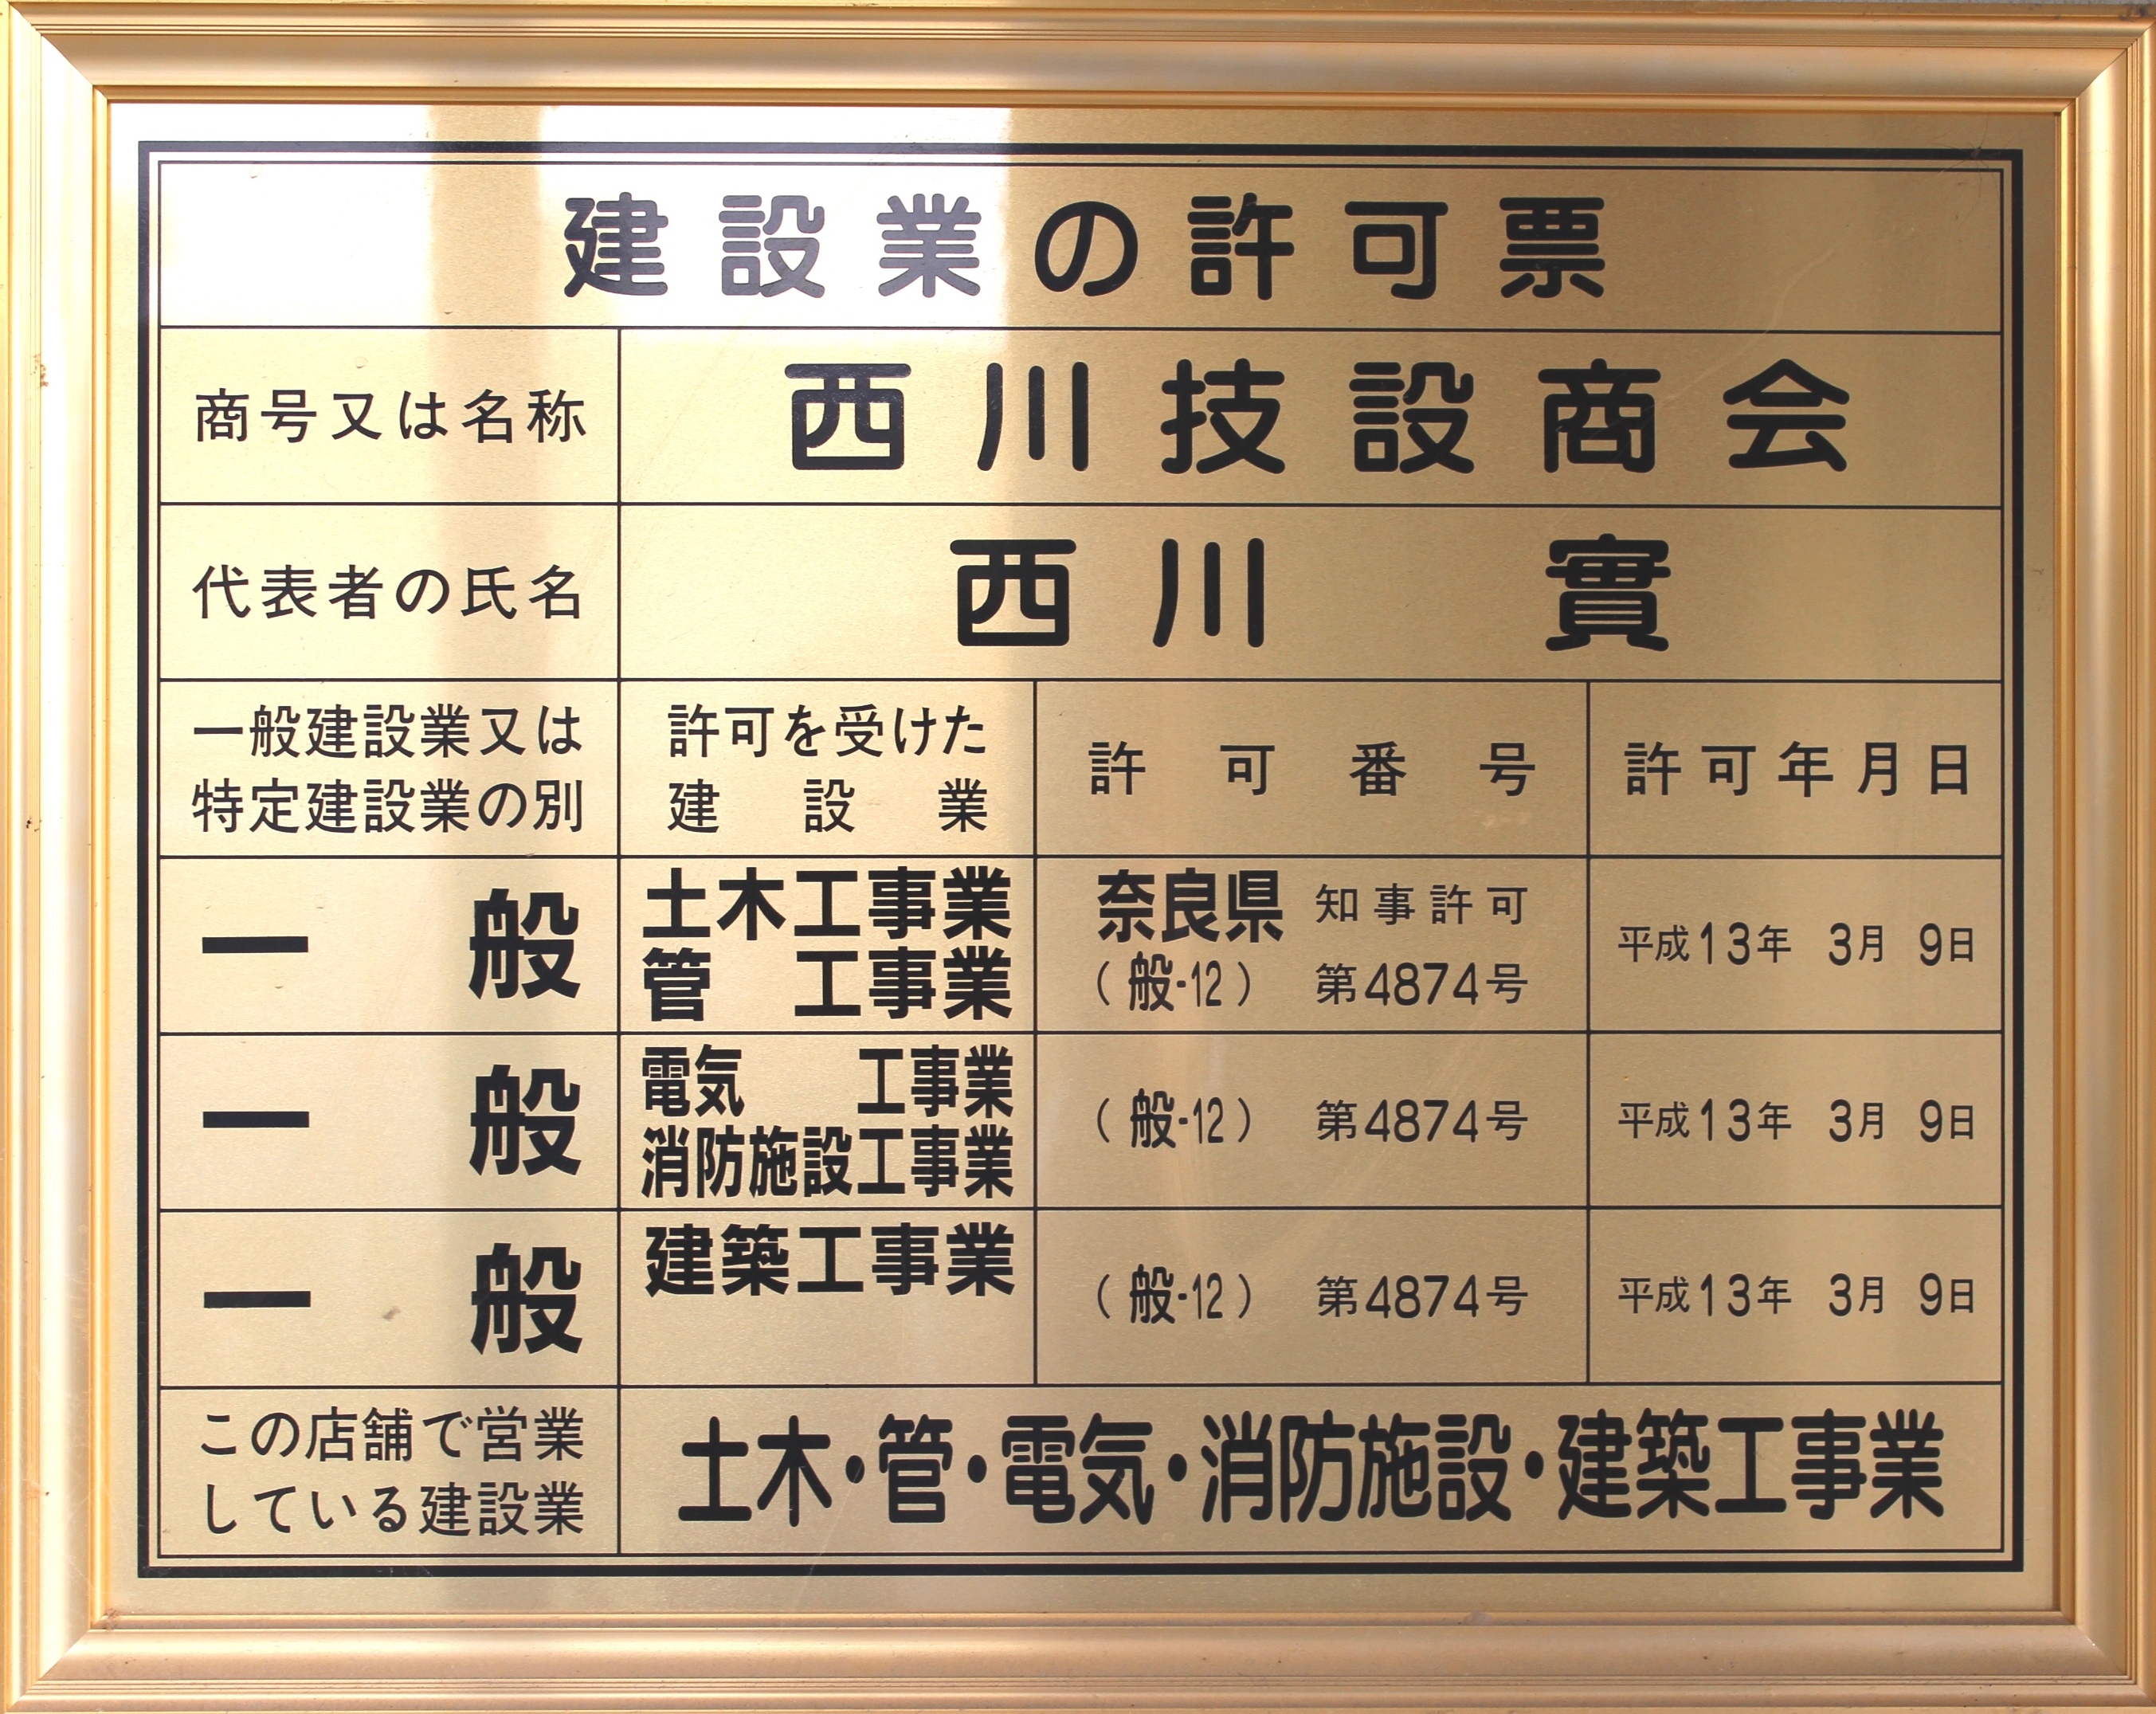 建設業の許可票
商号又は名称
西川技設商会
代表者の氏名
西川 實
一般建設業又は
特定建設業の別
許可を受けた
建設業
許可番号
許可年月日
一般
土木工事業
管 工事業
奈良県 知事許可
(般-12) 第4874号
平成13年 3月 9日
一般
電気 工事業
消防施設工事業
(般-12) 第4874号
平成13年 3月 9日
一般
建築工事業
(般-12) 第4874号
平成13年 3月 9日
この店舗で営業
している建設業
土木・管・電気・消防施設・建築工事業